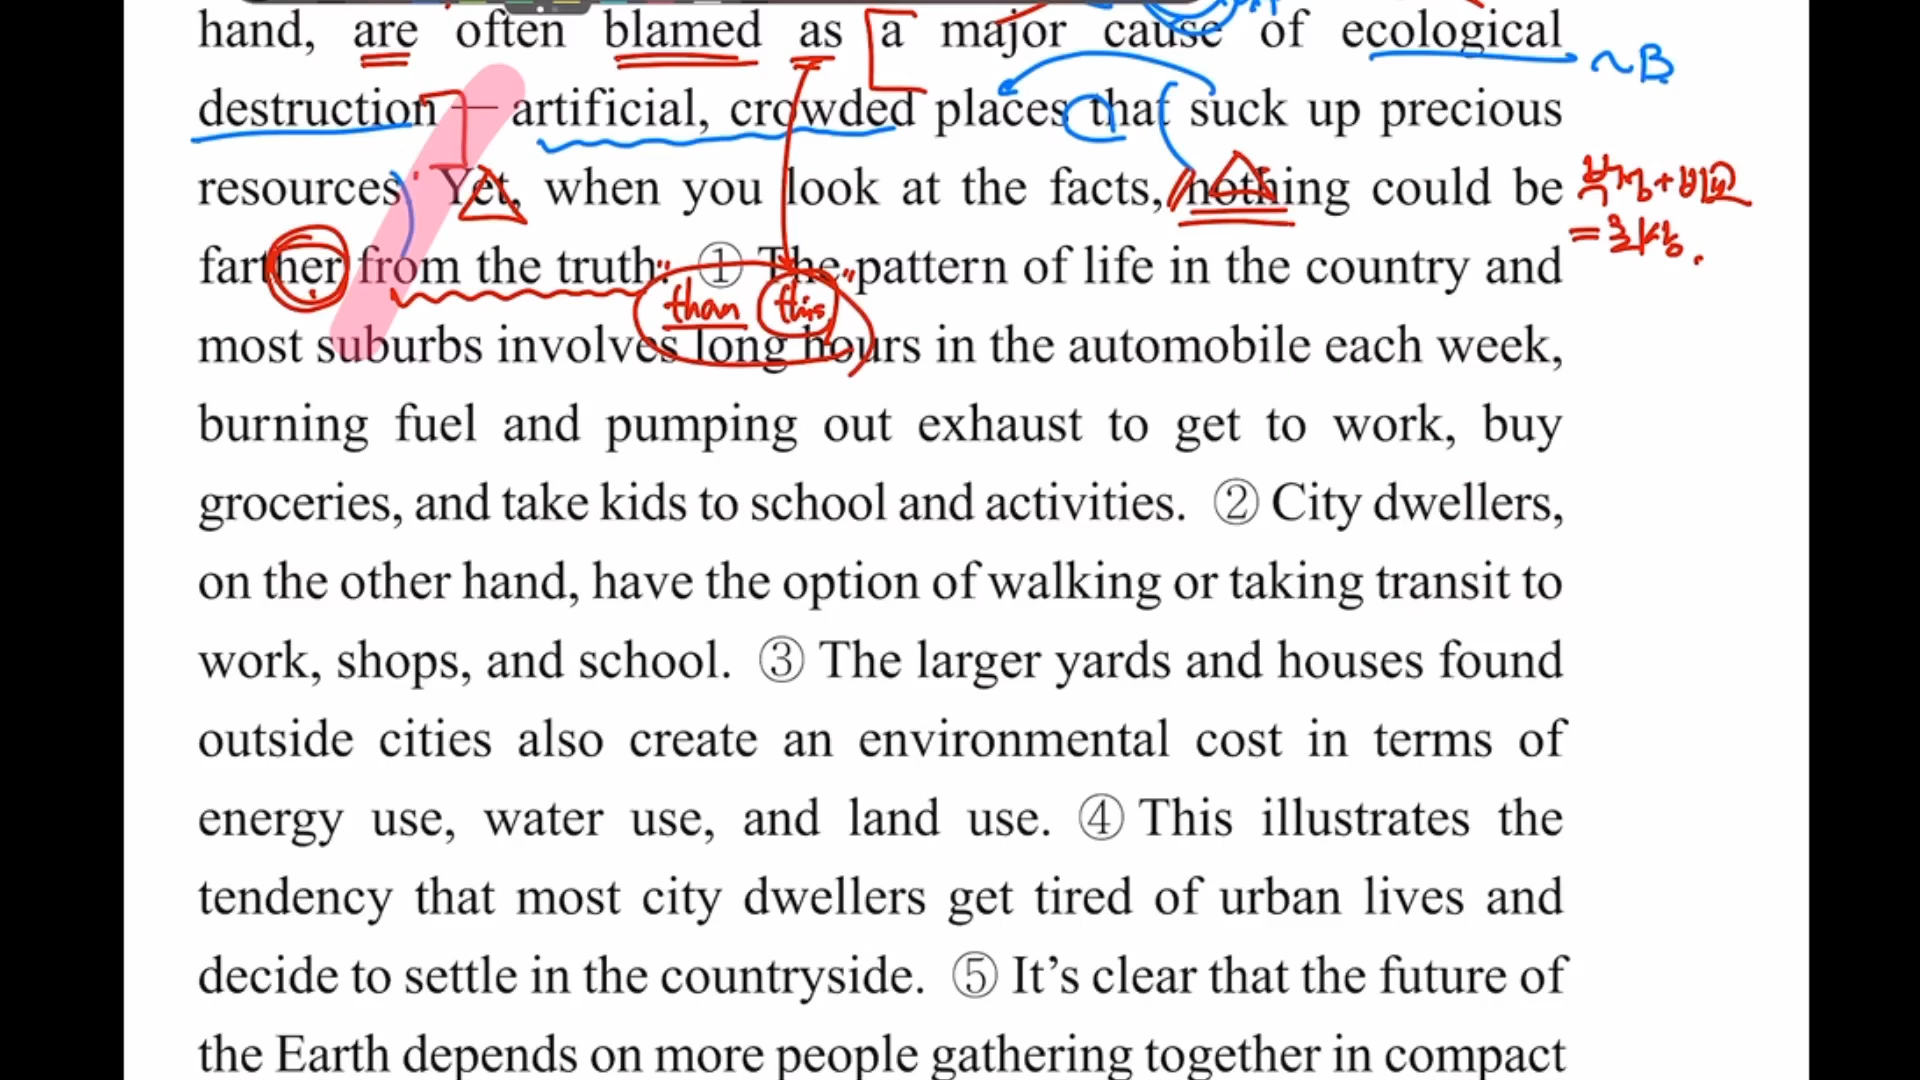 hand, are often blamed as a major cause of ecological
~B
destruction — artificial, crowded places that suck up precious
resources. Yet, when you look at the facts, nothing could be
부정+비교
=최상.
farther from the truth. ① The pattern of life in the country and
than this
most suburbs involves long hours in the automobile each week,
burning fuel and pumping out exhaust to get to work, buy
groceries, and take kids to school and activities. ② City dwellers,
on the other hand, have the option of walking or taking transit to
work, shops, and school. ③ The larger yards and houses found
outside cities also create an environmental cost in terms of
energy use, water use, and land use. ④ This illustrates the
tendency that most city dwellers get tired of urban lives and
decide to settle in the countryside. ⑤ It’s clear that the future of
the Earth depends on more people gathering together in compact